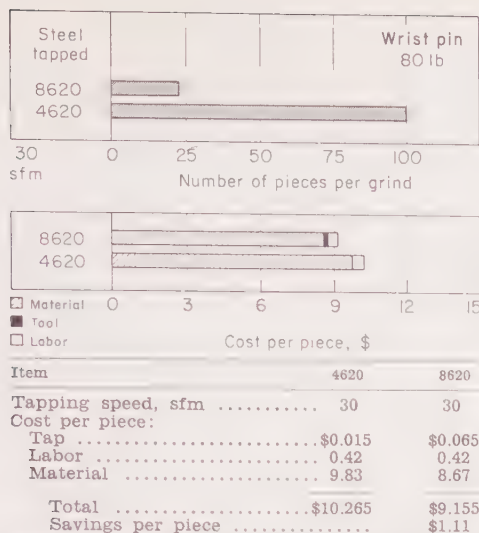 Steel tapped
Wrist pin
80 lb
8620
4620
30 sfm
0 25 50 75 100
Number of pieces per grind
8620
4620
Material
Tool
Labor
0 3 6 9 12 15
Cost per piece, $
Item 4620 8620
Tapping speed, sfm .......... 30 30
Cost per piece:
Tap ........................$0.015 $0.065
Labor ...................... 0.42 0.42
Material ................... 9.83 8.67
Total ...................$10.265 $9.155
Savings per piece .............. $1.11